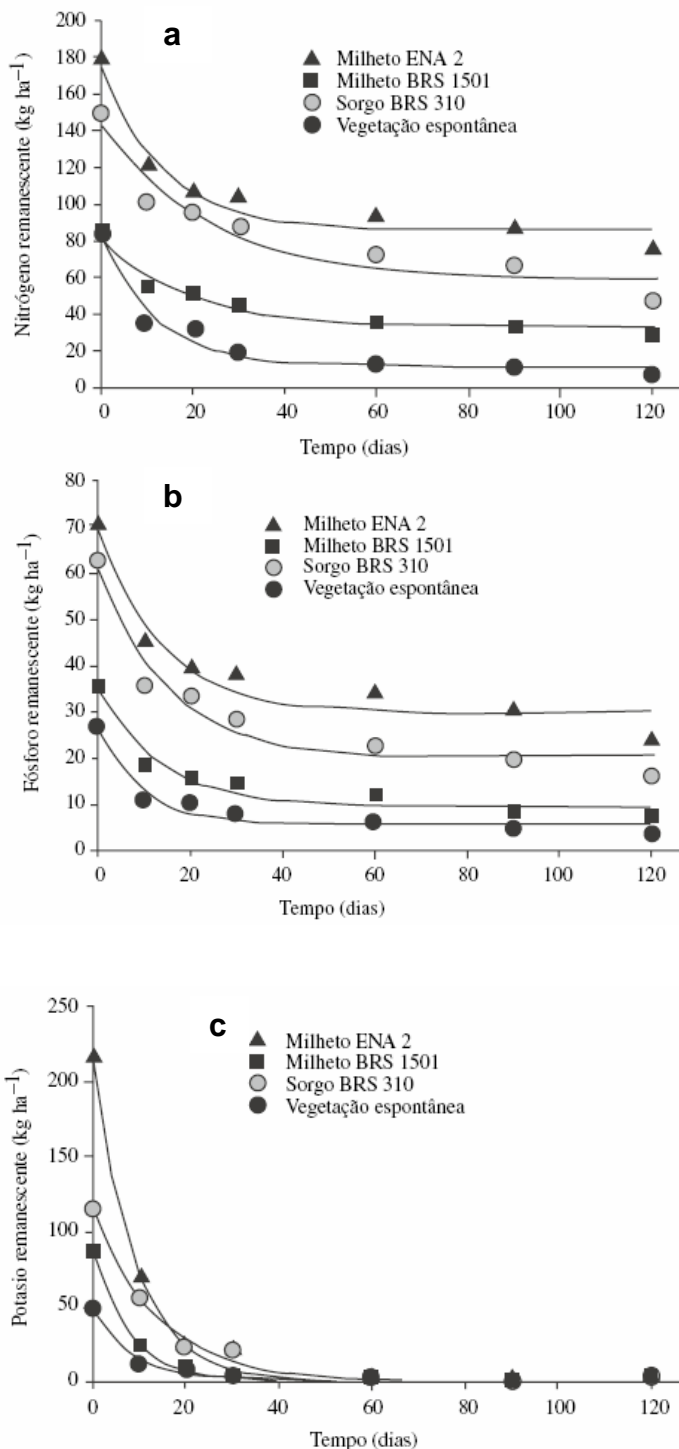 a
Nitrógeno remanescente (kg ha−1)
200
180
160
140
120
100
80
60
40
20
0
Milheto ENA 2
Milheto BRS 1501
Sorgo BRS 310
Vegetação espontânea
0 20 40 60 80 100 120
Tempo (dias)
b
Fósforo remanescente (kg ha−1)
80
70
60
50
40
30
20
10
0
Milheto ENA 2
Milheto BRS 1501
Sorgo BRS 310
Vegetação espontânea
0 20 40 60 80 100 120
Tempo (dias)
c
Potasio remanescente (kg ha−1)
250
200
150
100
50
0
Milheto ENA 2
Milheto BRS 1501
Sorgo BRS 310
Vegetação espontânea
0 20 40 60 80 100 120
Tempo (dias)